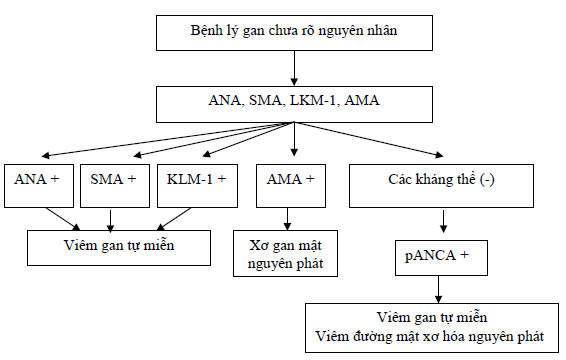 Bệnh lý gan chưa rõ nguyên nhân
ANA, SMA, LKM-1, AMA
ANA +
SMA +
KLM-1 +
AMA +
Các kháng thể (-)
Viêm gan tự miễn
Xơ gan mật
nguyên phát
pANCA +
Viêm gan tự miễn
Viêm đường mật xơ hóa nguyên phát